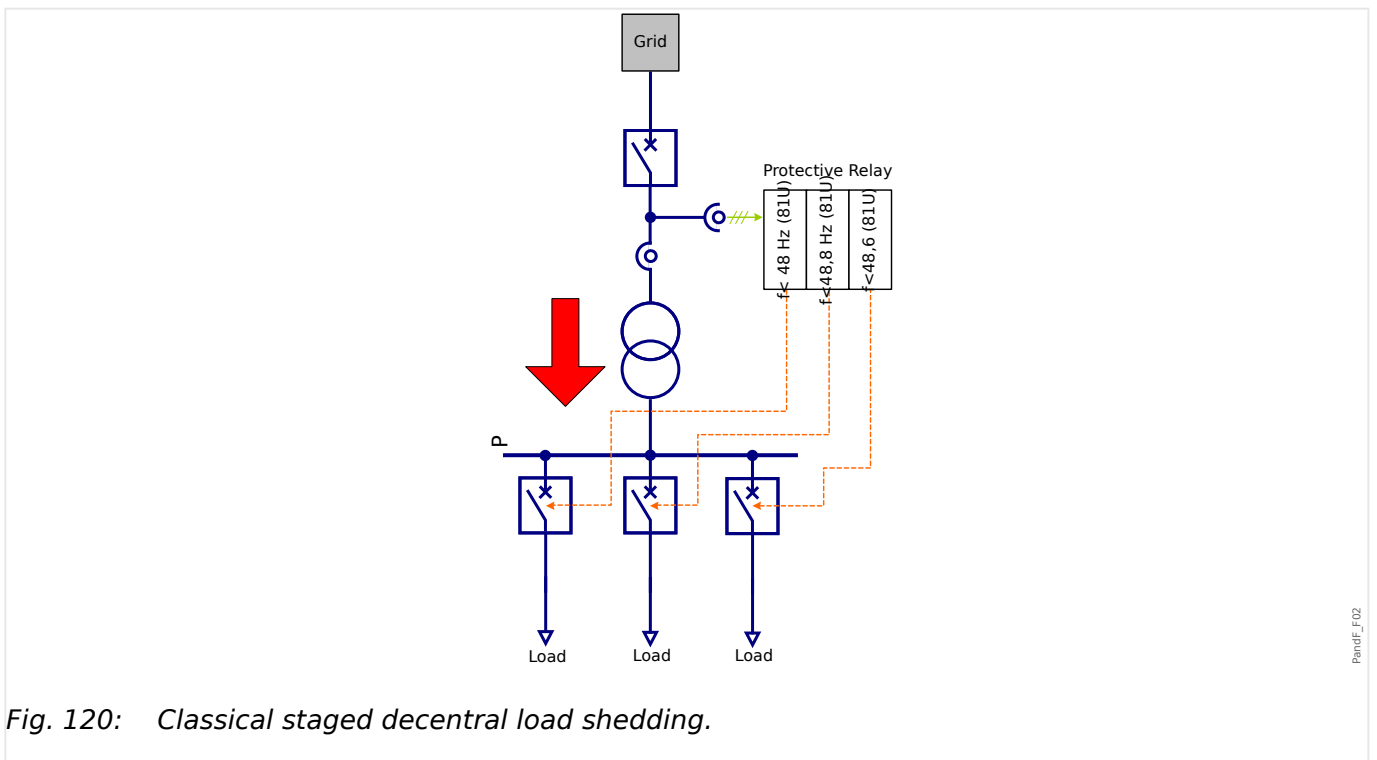 Grid
Protective Relay
f< 48 Hz (81U)
f<48,8 Hz (81U)
f<48,6 (81U)
P
Load
Load
Load
PandF_F02
Fig. 120: Classical staged decentral load shedding.